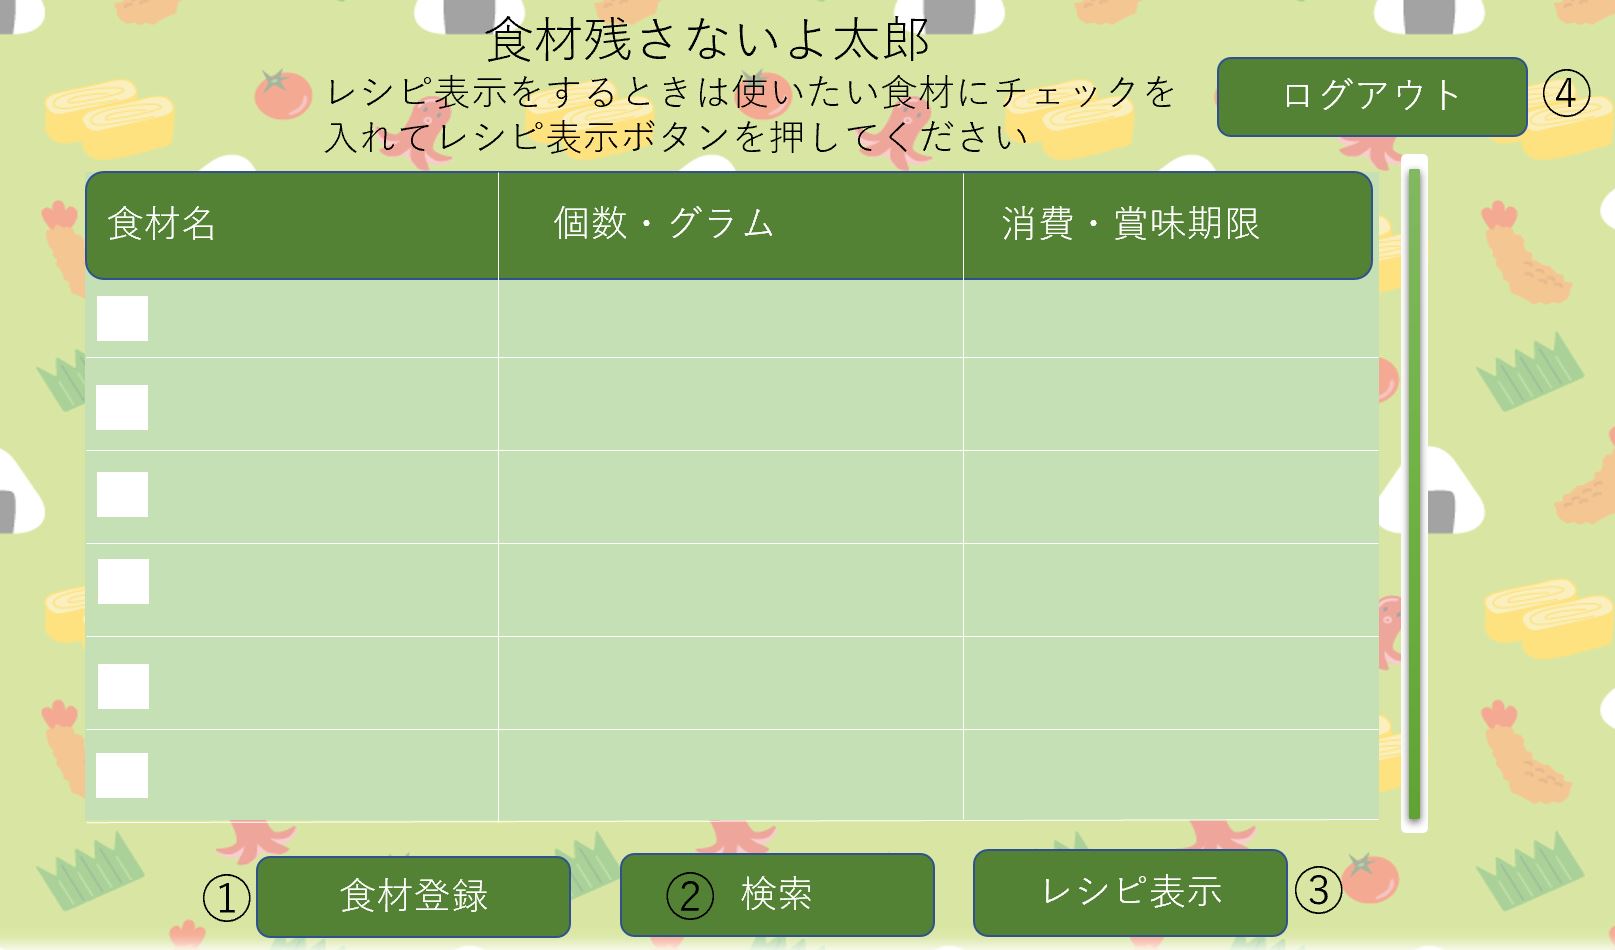 食材残さないよ太郎
レシピ表示をするときは使いたい食材にチェックを
入れてレシピ表示ボタンを押してください
ログアウト ④
食材名 個数・グラム 消費・賞味期限
① 食材登録 ② 検索 レシピ表示 ③